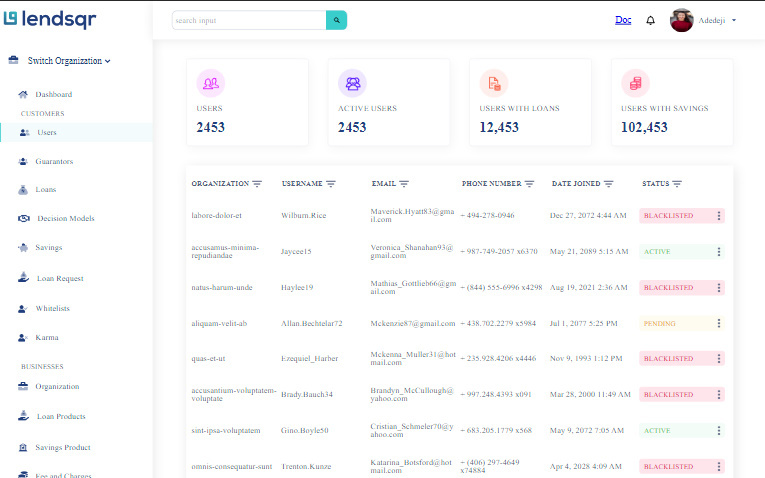 lendsqr
search input
Doc
Adedeji
Switch Organization
Dashboard
CUSTOMERS
Users
Guarantors
Loans
Decision Models
Savings
Loan Request
Whitelists
Karma
BUSINESSES
Organization
Loan Products
Savings Product
Fee and Charges
USERS
2453
ACTIVE USERS
2453
USERS WITH LOANS
12,453
USERS WITH SAVINGS
102,453
ORGANIZATION USERNAME EMAIL PHONE NUMBER DATE JOINED STATUS
labore-dolor-et Wilburn.Rice Maverick.Hyatt83@gma
il.com + 494-278-0946 Dec 27, 2072 4:44 AM BLACKLISTED
accusamus-minima-
repudiandae Jaycee15 Veronica_Shanahan93@
gmail.com + 987-749-2057 x6370 May 21, 2089 5:15 AM ACTIVE
natus-harum-unde Haylee19 Mathias_Gottlieb66@gm
ail.com + (844) 555-6996 x4298 Aug 19, 2021 2:36 AM BLACKLISTED
aliquam-velit-ab Allan.Bechtelar72 Mckenzie87@gmail.com + 438.702.2279 x5984 Jul 1, 2077 5:25 PM PENDING
quas-et-ut Ezequiel_Harber Mckenna_Muller31@hot
mail.com + 235.928.4206 x4446 Nov 9, 1993 1:12 PM BLACKLISTED
accusantium-voluptatem-
voluptate Brady.Bauch34 Brandyn_McCullough@
yahoo.com + 997.248.4393 x091 Mar 28, 2000 11:49 AM BLACKLISTED
sint-ipsa-voluptatem Gino.Boyle50 Cristian_Schmeler70@y
ahoo.com + 683.205.1779 x568 May 9, 2072 7:05 AM ACTIVE
omnis-consequatur-sunt Trenton.Kunze Katarina_Botsford@hot
mail.com + (406) 297-4649
x74884 Apr 4, 2028 4:09 AM BLACKLISTED